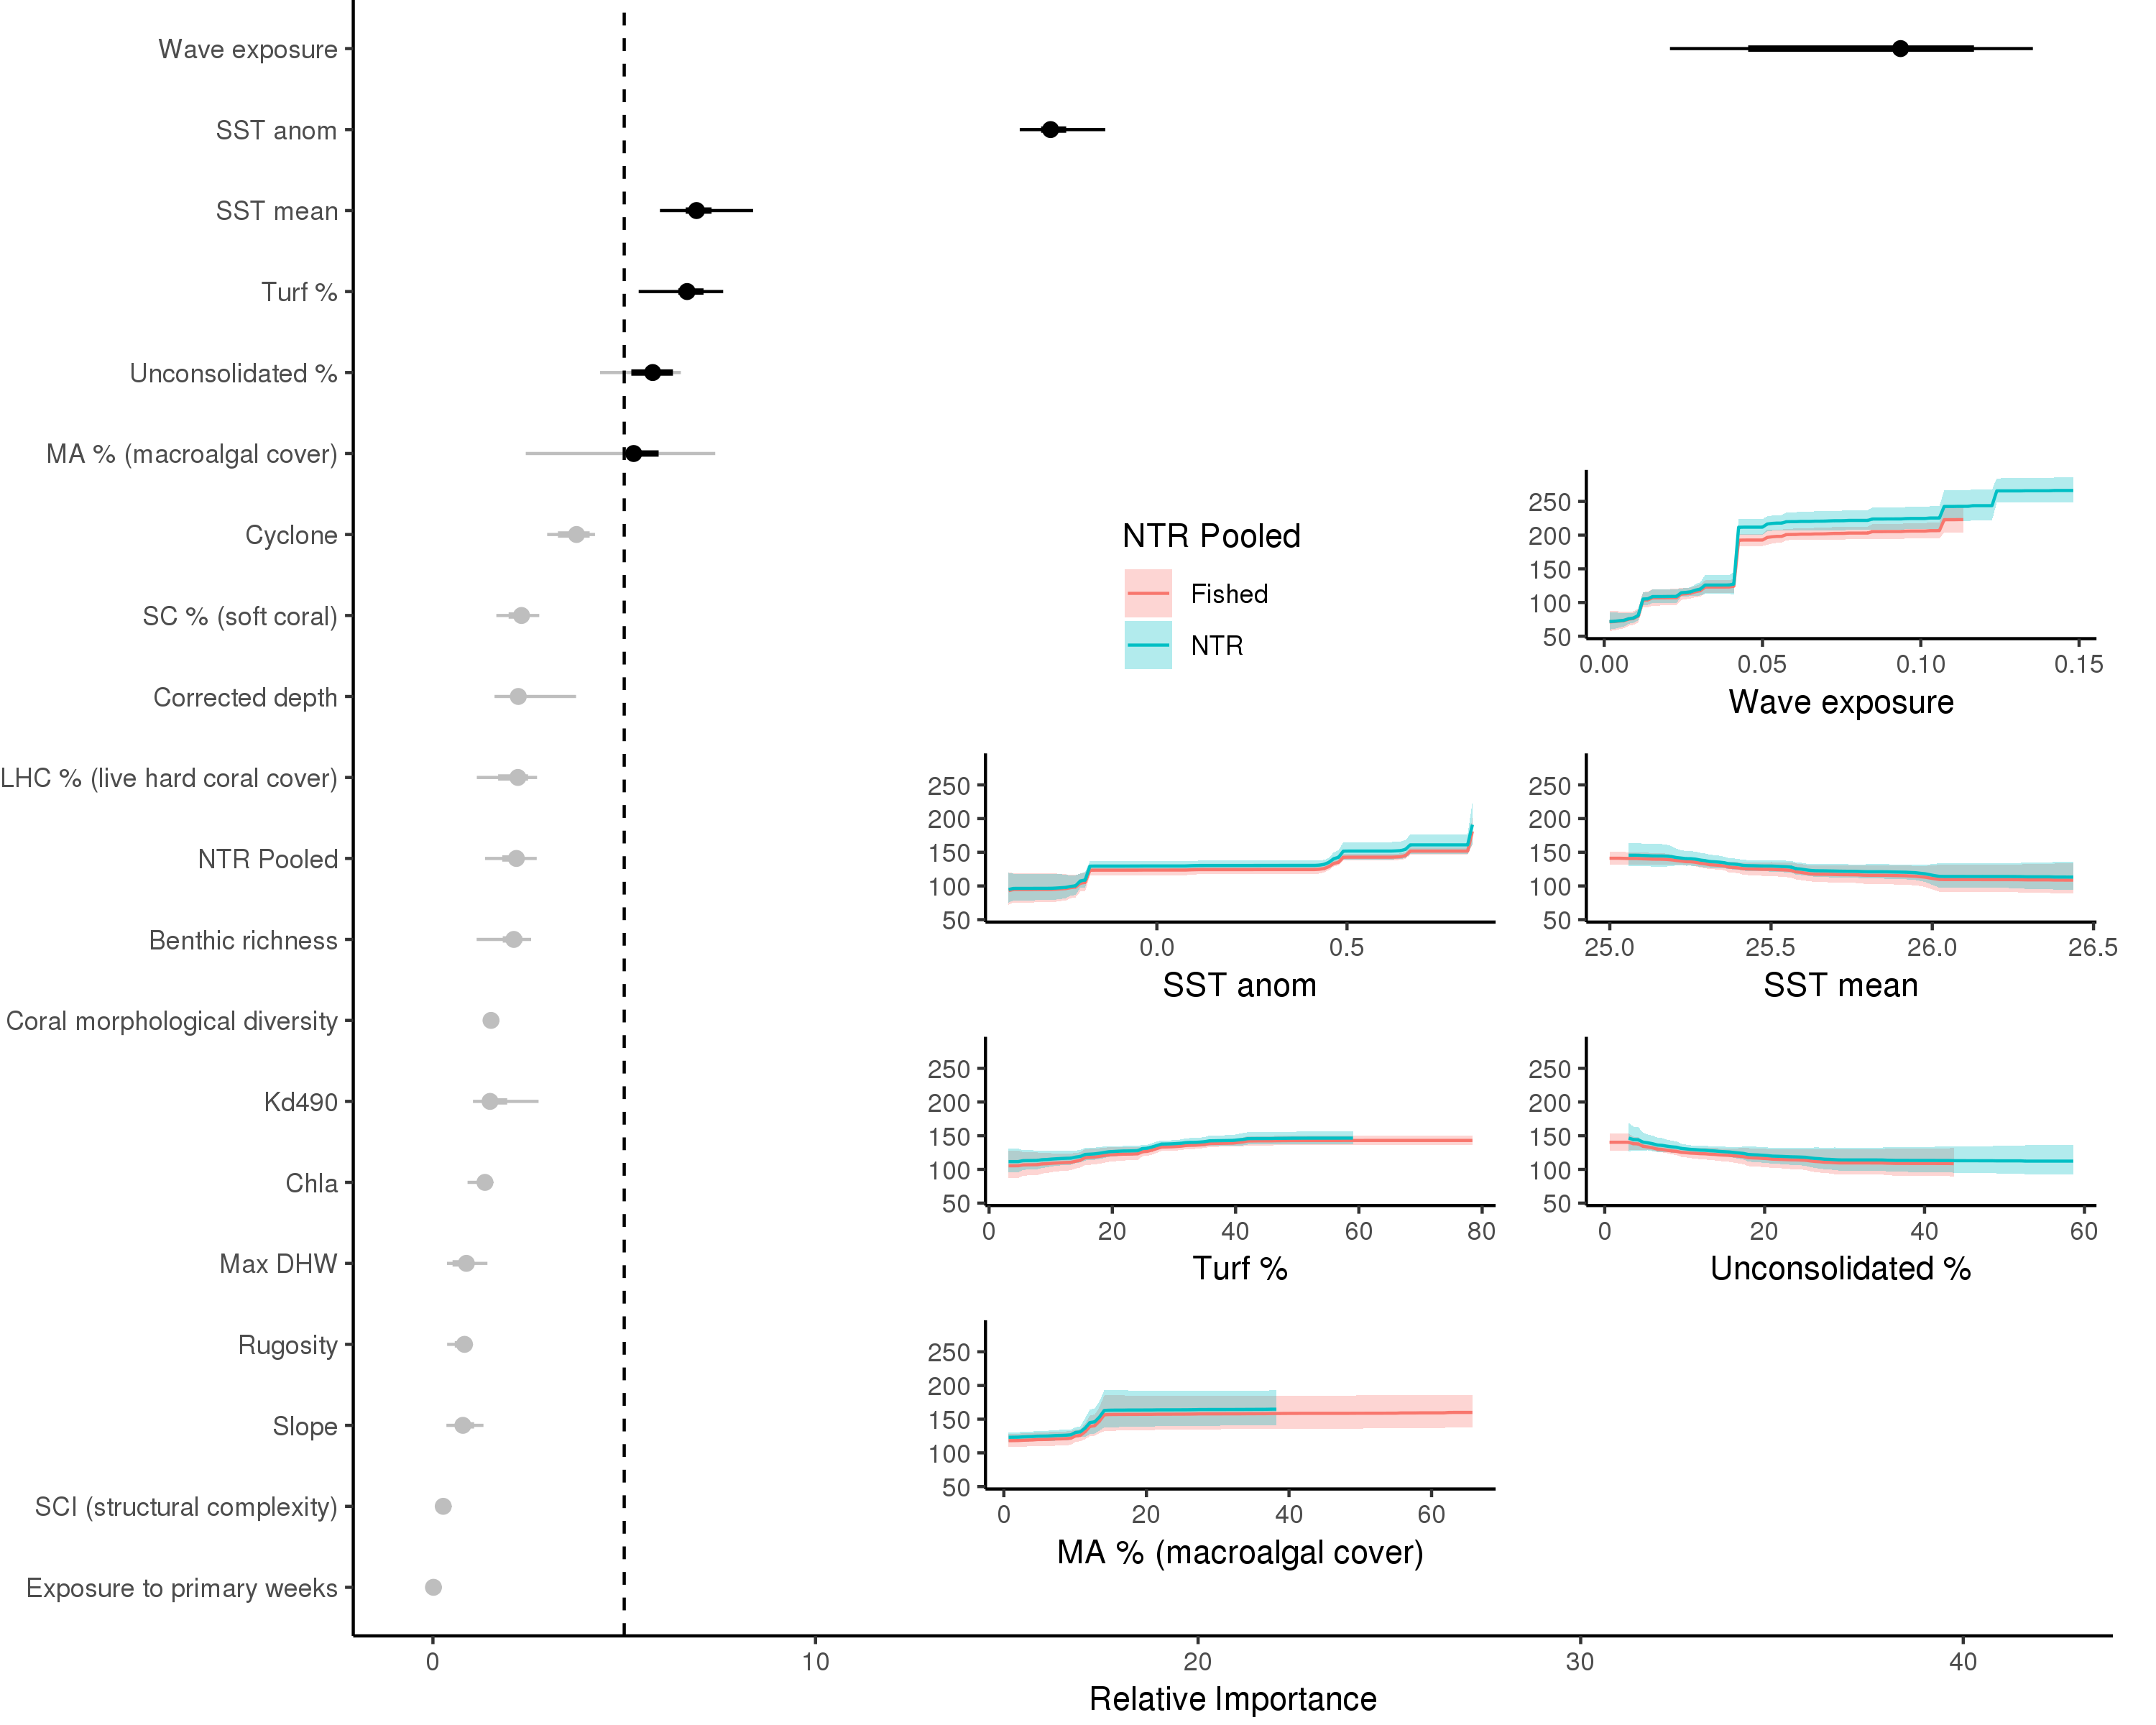 Wave exposure
SST anom
SST mean
Turf %
Unconsolidated %
MA % (macroalgal cover)
Cyclone
SC % (soft coral)
Corrected depth
LHC % (live hard coral cover)
NTR Pooled
Benthic richness
Coral morphological diversity
Kd490
Chla
Max DHW
Rugosity
Slope
SCI (structural complexity)
Exposure to primary weeks
0 10 20 30 40
Relative Importance
NTR Pooled
Fished
NTR
250
200
150
100
50
0.00 0.05 0.10 0.15
Wave exposure
250
200
150
100
50
0.0 0.5
SST anom
250
200
150
100
50
25.0 25.5 26.0 26.5
SST mean
250
200
150
100
50
0 20 40 60 80
Turf %
250
200
150
100
50
0 20 40 60
Unconsolidated %
250
200
150
100
50
0 20 40 60
MA % (macroalgal cover)